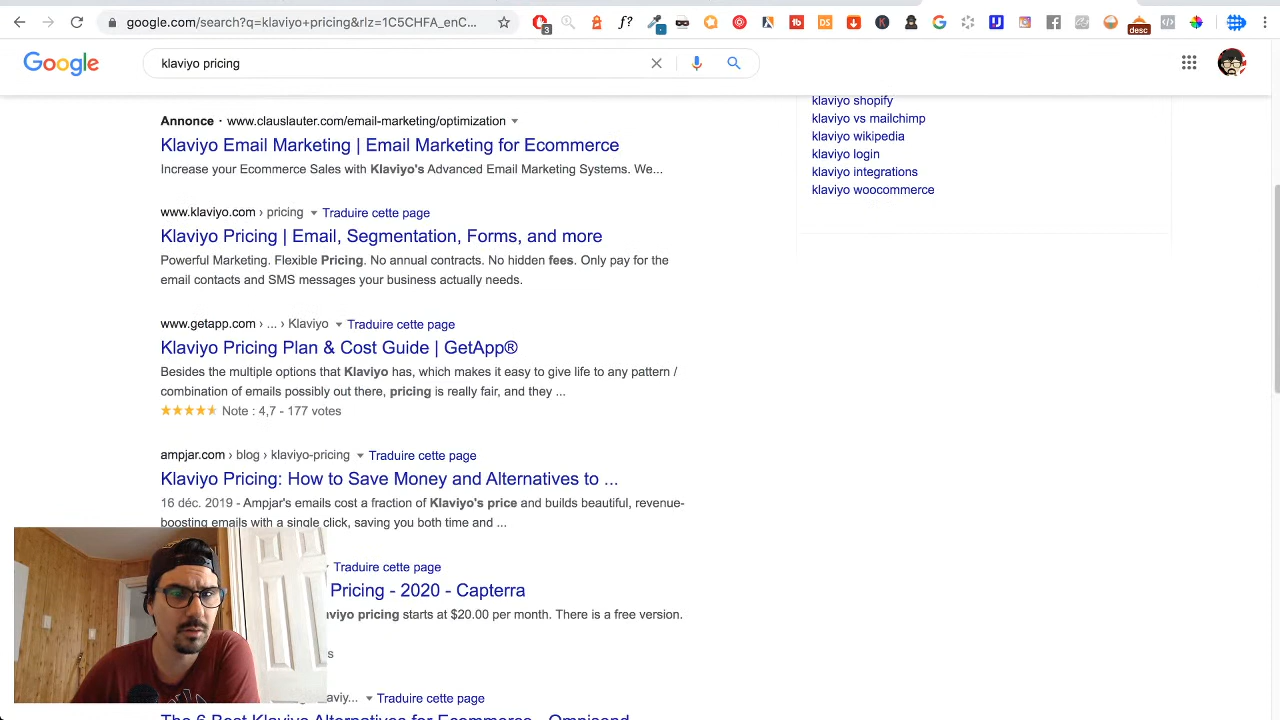 google.com/search?q=klaviyo+pricing&rlz=1C5CHFA_enC...
3
f?
desc
Google
klaviyo pricing
klaviyo shopify
klaviyo vs mailchimp
klaviyo wikipedia
klaviyo login
klaviyo integrations
klaviyo woocommerce
Annonce · www.clauslauter.com/email-marketing/optimization
Klaviyo Email Marketing | Email Marketing for Ecommerce
Increase your Ecommerce Sales with Klaviyo's Advanced Email Marketing Systems. We...
www.klaviyo.com › pricing Traduire cette page
Klaviyo Pricing | Email, Segmentation, Forms, and more
Powerful Marketing. Flexible Pricing. No annual contracts. No hidden fees. Only pay for the
email contacts and SMS messages your business actually needs.
www.getapp.com › ... › Klaviyo Traduire cette page
Klaviyo Pricing Plan & Cost Guide | GetApp®
Besides the multiple options that Klaviyo has, which makes it easy to give life to any pattern /
combination of emails possibly out there, pricing is really fair, and they ...
Note : 4,7 - 177 votes
ampjar.com › blog › klaviyo-pricing Traduire cette page
Klaviyo Pricing: How to Save Money and Alternatives to ...
16 déc. 2019 - Ampjar's emails cost a fraction of Klaviyo's price and builds beautiful, revenue-
boosting emails with a single click, saving you both time and ...
Traduire cette page
Pricing - 2020 - Capterra
pricing starts at $20.00 per month. There is a free version.
Traduire cette page
The 6 Best Klaviyo Alternatives for Ecommerce - Omnisend